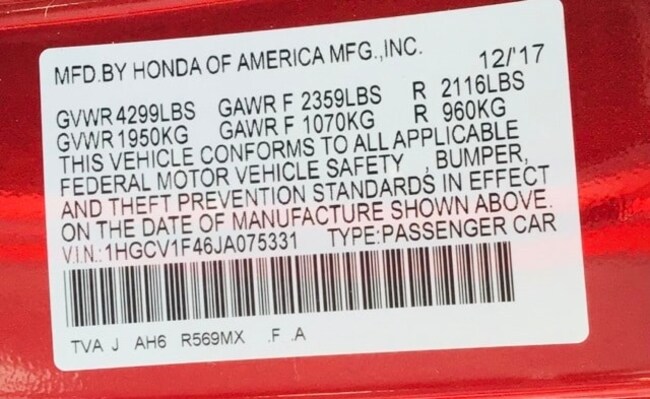 MFD.BY HONDA OF AMERICA MFG.,INC. 12/'17
GVWR 4299LBS GAWR F 2359LBS R 2116LBS
GVWR 1950KG GAWR F 1070KG R 960KG
THIS VEHICLE CONFORMS TO ALL APPLICABLE
FEDERAL MOTOR VEHICLE SAFETY , BUMPER,
AND THEFT PREVENTION STANDARDS IN EFFECT
ON THE DATE OF MANUFACTURE SHOWN ABOVE.
V.I.N.: 1HGCV1F46JA075331 TYPE:PASSENGER CAR
TVA J AH6 R569MX .F .A